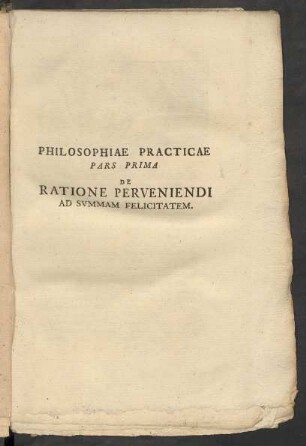 PHILOSOPHIAE PRACTICAE
PARS PRIMA
DE
RATIONE PERVENIENDI
AD SVMMAM FELICITATEM.